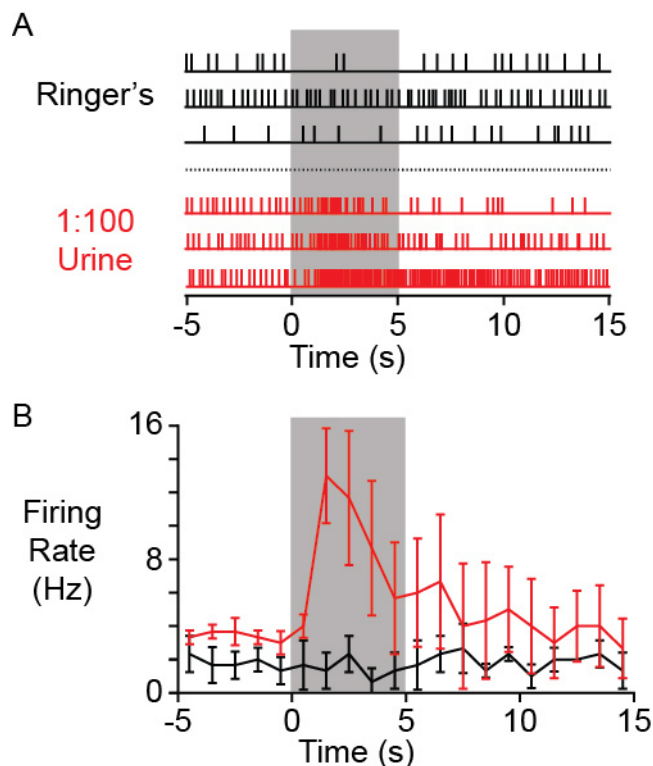 A
Ringer's
1:100
Urine
-5 0 5 10 15
Time (s)
B
16
Firing
Rate
(Hz)
8
0
-5 0 5 10 15
Time (s)